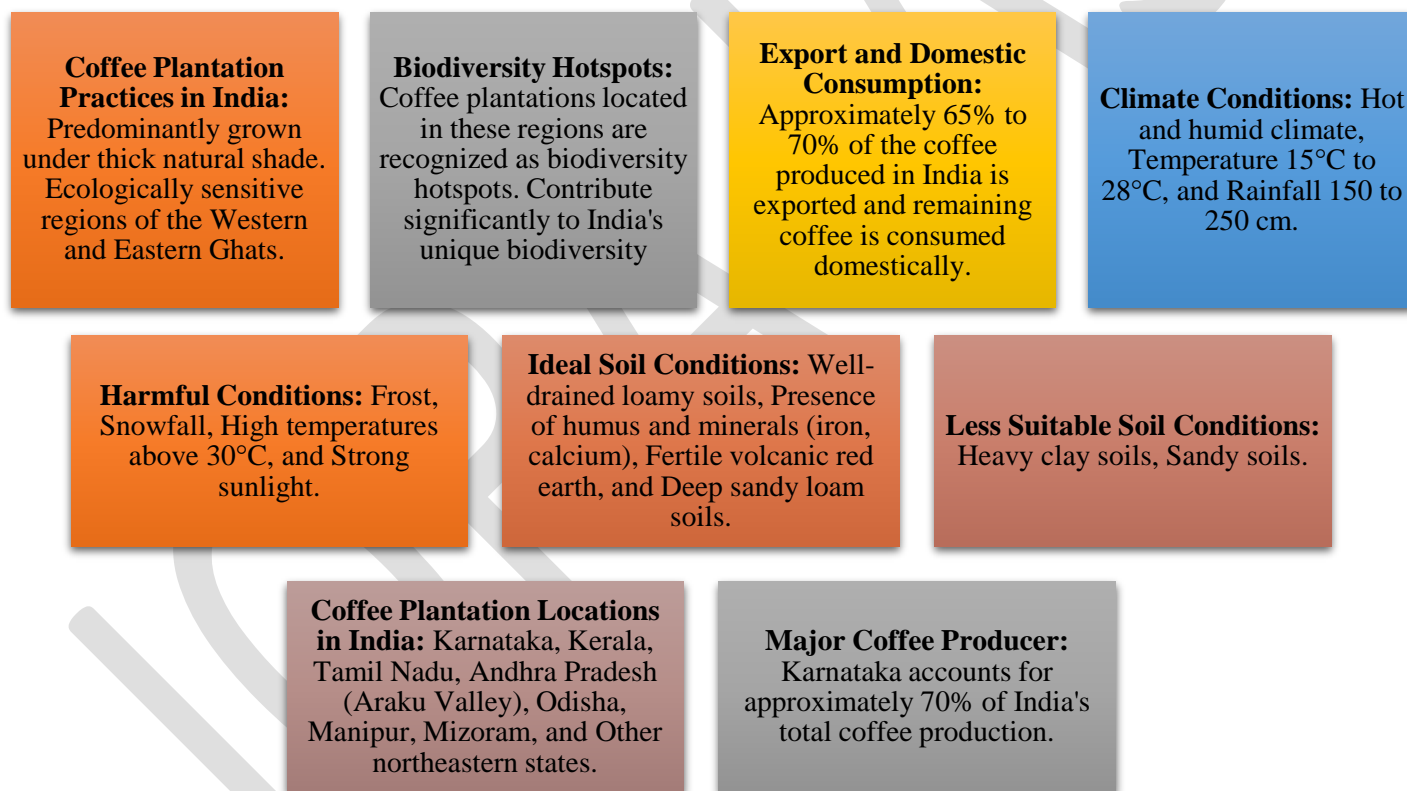 Coffee Plantation
Practices in India:
Predominantly grown
under thick natural shade.
Ecologically sensitive
regions of the Western
and Eastern Ghats.
Biodiversity Hotspots:
Coffee plantations located
in these regions are
recognized as biodiversity
hotspots. Contribute
significantly to India's
unique biodiversity
Export and Domestic
Consumption:
Approximately 65% to
70% of the coffee
produced in India is
exported and remaining
coffee is consumed
domestically.
Climate Conditions: Hot
and humid climate,
Temperature 15°C to
28°C, and Rainfall 150 to
250 cm.
Harmful Conditions: Frost,
Snowfall, High temperatures
above 30°C, and Strong
sunlight.
Ideal Soil Conditions: Well-
drained loamy soils, Presence
of humus and minerals (iron,
calcium), Fertile volcanic red
earth, and Deep sandy loam
soils.
Less Suitable Soil Conditions:
Heavy clay soils, Sandy soils.
Coffee Plantation Locations
in India: Karnataka, Kerala,
Tamil Nadu, Andhra Pradesh
(Araku Valley), Odisha,
Manipur, Mizoram, and Other
northeastern states.
Major Coffee Producer:
Karnataka accounts for
approximately 70% of India's
total coffee production.